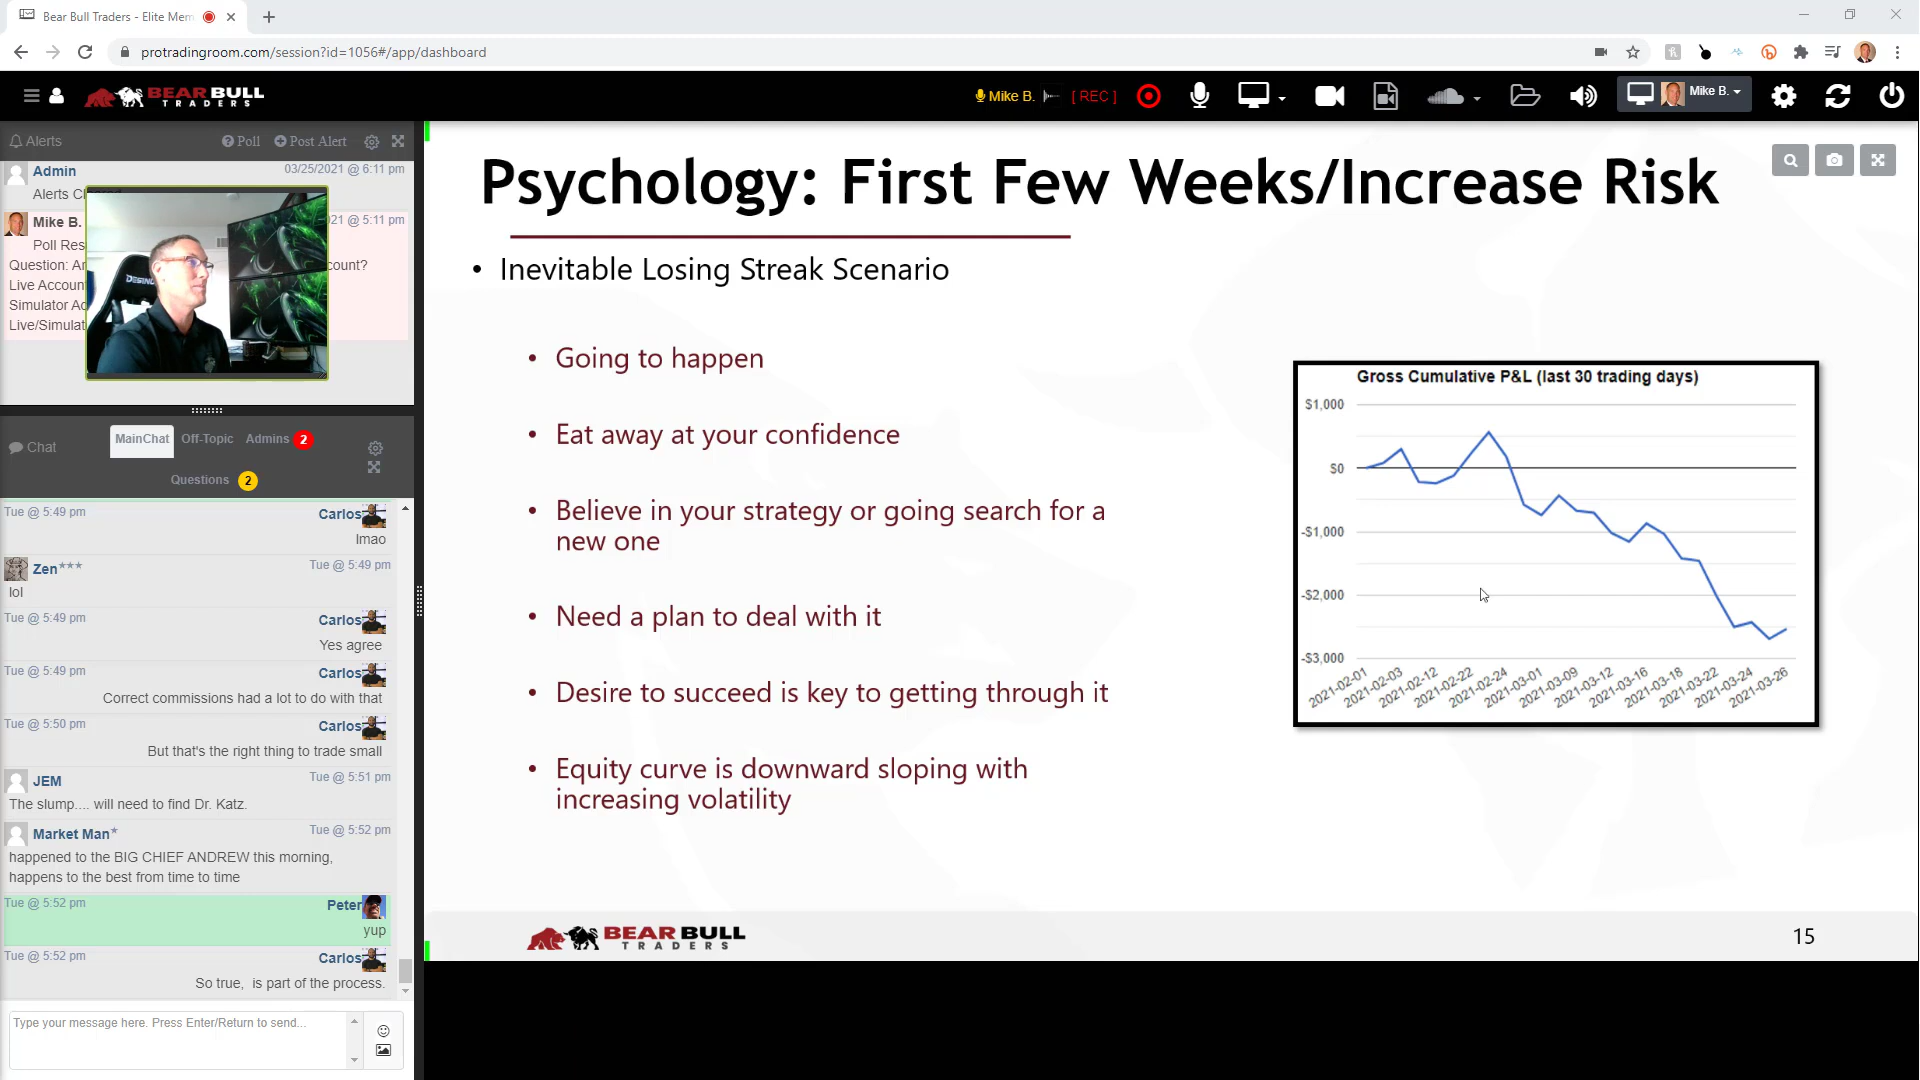 Bear Bull Traders - Elite Mem
protradingroom.com/session?id=1056#/app/dashboard
BEAR BULL
TRADERS
Mike B.
[ REC ]
Mike B.
Alerts
Poll
Post Alert
Admin
03/25/2021 @ 6:11 pm
Alerts Cl
Mike B.
021 @ 5:11 pm
Poll Res
Question: Ar
count?
Live Accoun
Simulator Ac
Live/Simulat
Chat
MainChat
Off-Topic
Admins
2
Questions
2
Tue @ 5:49 pm
Carlos
lmao
Zen***
Tue @ 5:49 pm
lol
Tue @ 5:49 pm
Carlos
Yes agree
Tue @ 5:49 pm
Carlos
Correct commissions had a lot to do with that
Tue @ 5:50 pm
Carlos
But that's the right thing to trade small
JEM
Tue @ 5:51 pm
The slump.... will need to find Dr. Katz.
Market Man*
Tue @ 5:52 pm
happened to the BIG CHIEF ANDREW this morning,
happens to the best from time to time
Tue @ 5:52 pm
Peter
yup
Tue @ 5:52 pm
Carlos
So true,  is part of the process.
Type your message here. Press Enter/Return to send...
Psychology: First Few Weeks/Increase Risk
• Inevitable Losing Streak Scenario
• Going to happen
• Eat away at your confidence
• Believe in your strategy or going search for a
new one
• Need a plan to deal with it
• Desire to succeed is key to getting through it
• Equity curve is downward sloping with
increasing volatility
Gross Cumulative P&L (last 30 trading days)
$1,000
$0
-$1,000
-$2,000
-$3,000
2021-02-01
2021-02-03
2021-02-12
2021-02-22
2021-02-24
2021-03-01
2021-03-09
2021-03-12
2021-03-16
2021-03-18
2021-03-22
2021-03-24
2021-03-26
BEAR BULL
TRADERS
15